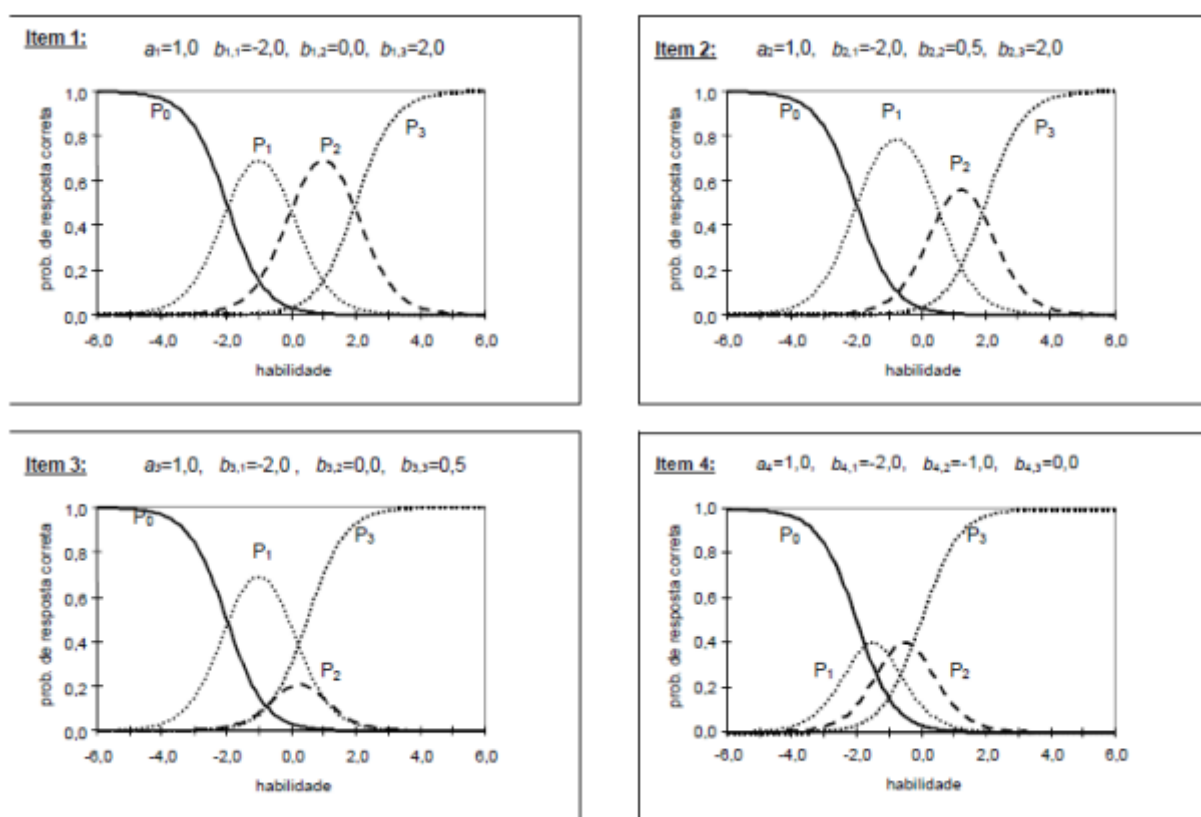 Item 1: a1=1,0 b1,1=-2,0 b1,2=0,0, b1,3=2,0
prob. de resposta correta
1,0
0,8
0,6
0,4
0,2
0,0
P0
P1
P2
P3
-6,0 -4,0 -2,0 0,0 2,0 4,0 6,0
habilidade
Item 2: a2=1,0, b2,1=-2,0 b2,2=0,5, b2,3=2,0
prob. de resposta correta
1,0
0,8
0,6
0,4
0,2
0,0
P0
P1
P2
P3
-6,0 -4,0 -2,0 0,0 2,0 4,0 6,0
habilidade
Item 3: a3=1,0, b3,1=-2,0 , b3,2=0,0, b3,3=0,5
prob. de resposta correta
1,0
0,8
0,6
0,4
0,2
0,0
P0
P1
P3
P2
-6,0 -4,0 -2,0 0,0 2,0 4,0 6,0
habilidade
Item 4: a4=1,0, b4,1=-2,0, b4,2=-1,0, b4,3=0,0
prob. de resposta correta
1,0
0,8
0,6
0,4
0,2
0,0
P0
P3
P1
P2
-6,0 -4,0 -2,0 0,0 2,0 4,0 6,0
habilidade